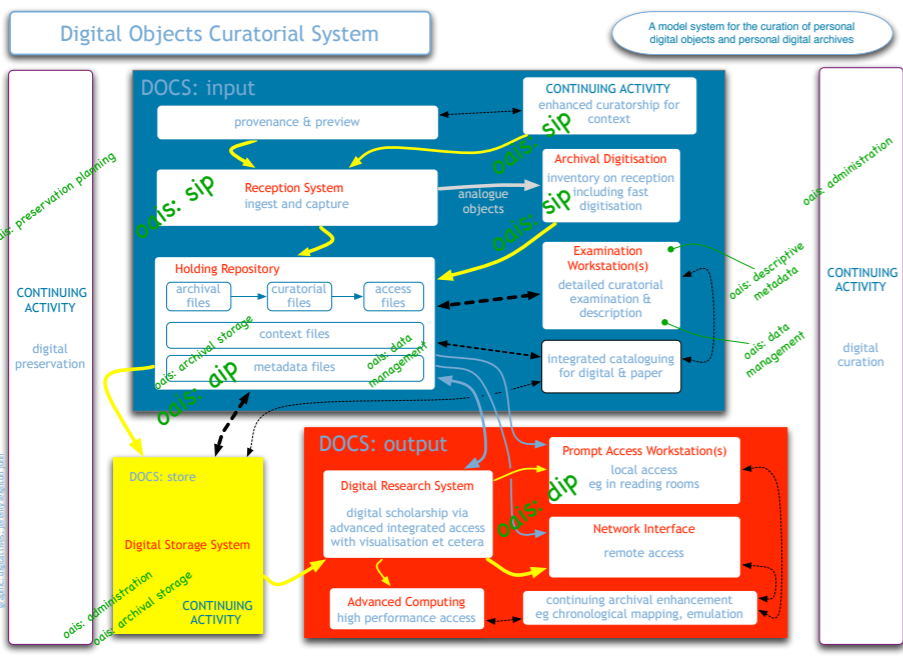 Digital Objects Curatorial System
A model system for the curation of personal
digital objects and personal digital archives
DOCS: input
provenance & preview
CONTINUING ACTIVITY
enhanced curatorship for
context
oais: sip
Reception System
ingest and capture
oais: sip
analogue
objects
Archival Digitisation
inventory on reception
including fast
digitisation
oais: sip
Holding Repository
archival
files
curatorial
files
access
files
context files
metadata files
oais: archival storage
oais: data
management
oais: aip
Examination
Workstation(s)
detailed curatorial
examination &
description
integrated cataloguing
for digital & paper
oais: descriptive
metadata
oais: data
management
preservation planning
CONTINUING
ACTIVITY
digital
preservation
oais: administration
CONTINUING
ACTIVITY
digital
curation
DOCS: store
Digital Storage System
CONTINUING
ACTIVITY
oais: administration
oais: archival storage
DOCS: output
Digital Research System
digital scholarship via
advanced integrated access
with visualisation et cetera
oais: dip
Prompt Access Workstation(s)
local access
eg in reading rooms
Network Interface
remote access
Advanced Computing
high performance access
continuing archival enhancement
eg chronological mapping, emulation